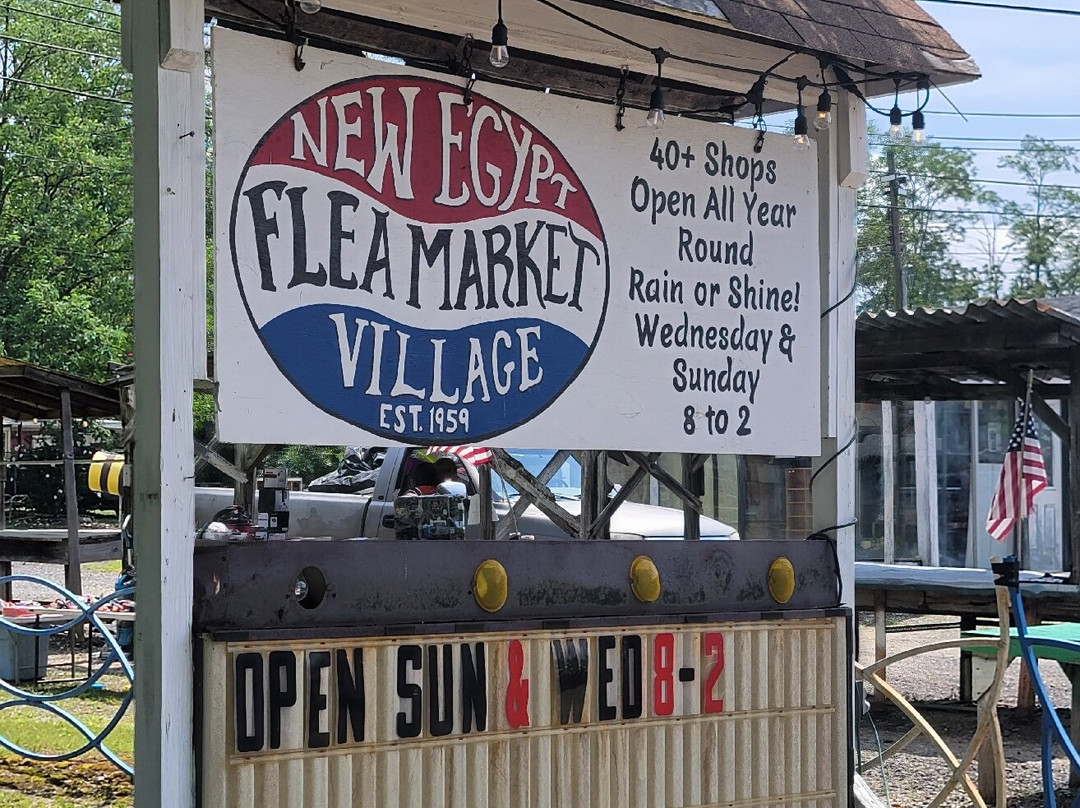 NEW EGYPT
FLEA MARKET
VILLAGE
EST. 1959
40+ Shops
Open All Year
Round
Rain or Shine!
Wednesday &
Sunday
8 to 2
OPEN SUN & WED 8-2